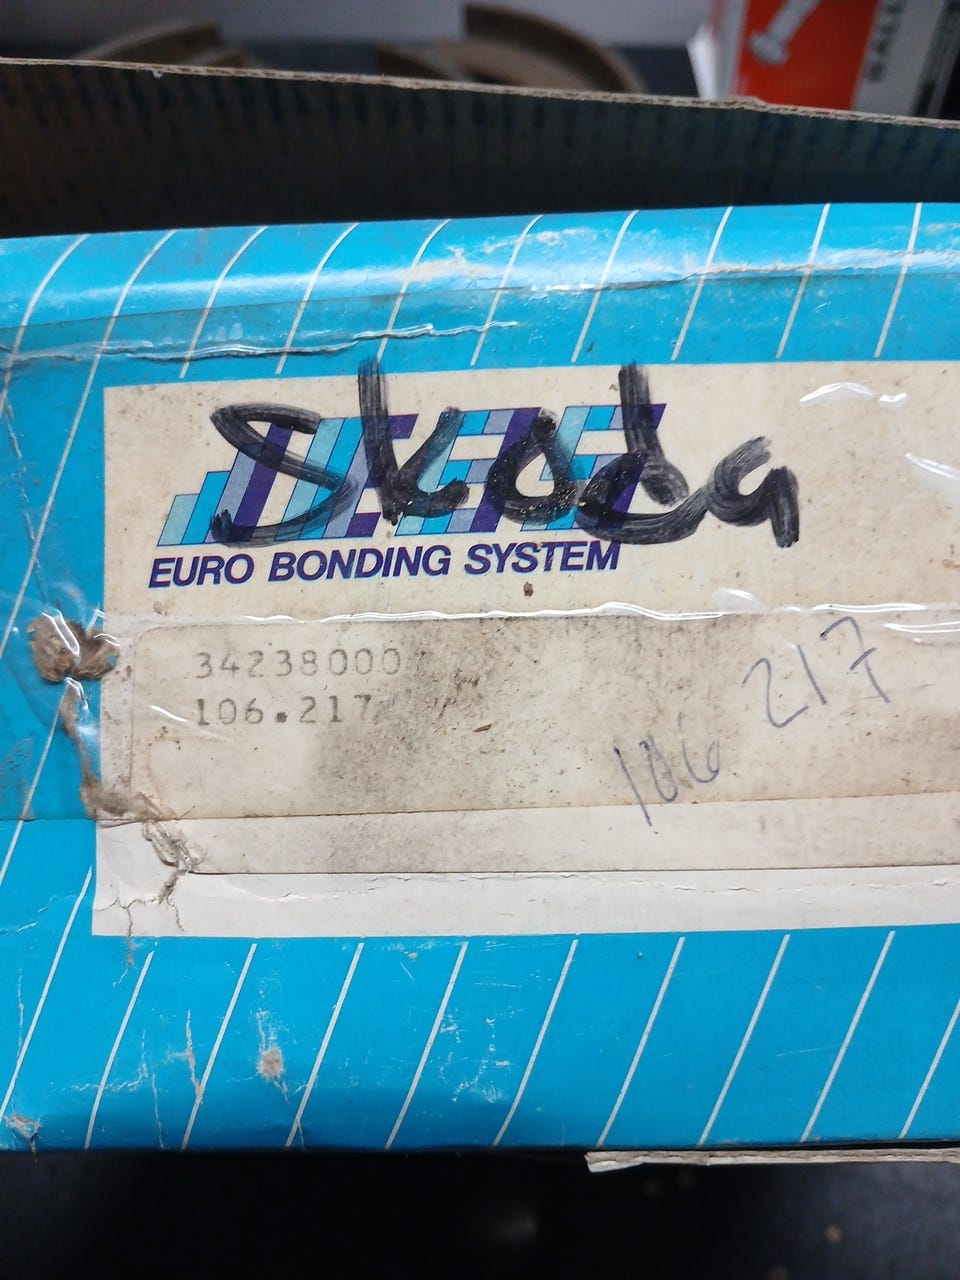 Skoda
EURO BONDING SYSTEM
34238000
106.217
217
106